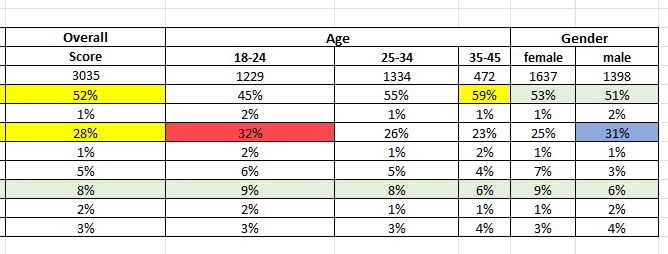 Overall Age Gender
Score 18-24 25-34 35-45 female male
3035 1229 1334 472 1637 1398
52% 45% 55% 59% 53% 51%
1% 2% 1% 1% 1% 2%
28% 32% 26% 23% 25% 31%
1% 2% 1% 2% 1% 1%
5% 6% 5% 4% 7% 3%
8% 9% 8% 6% 9% 6%
2% 2% 1% 1% 1% 2%
3% 3% 3% 4% 3% 4%